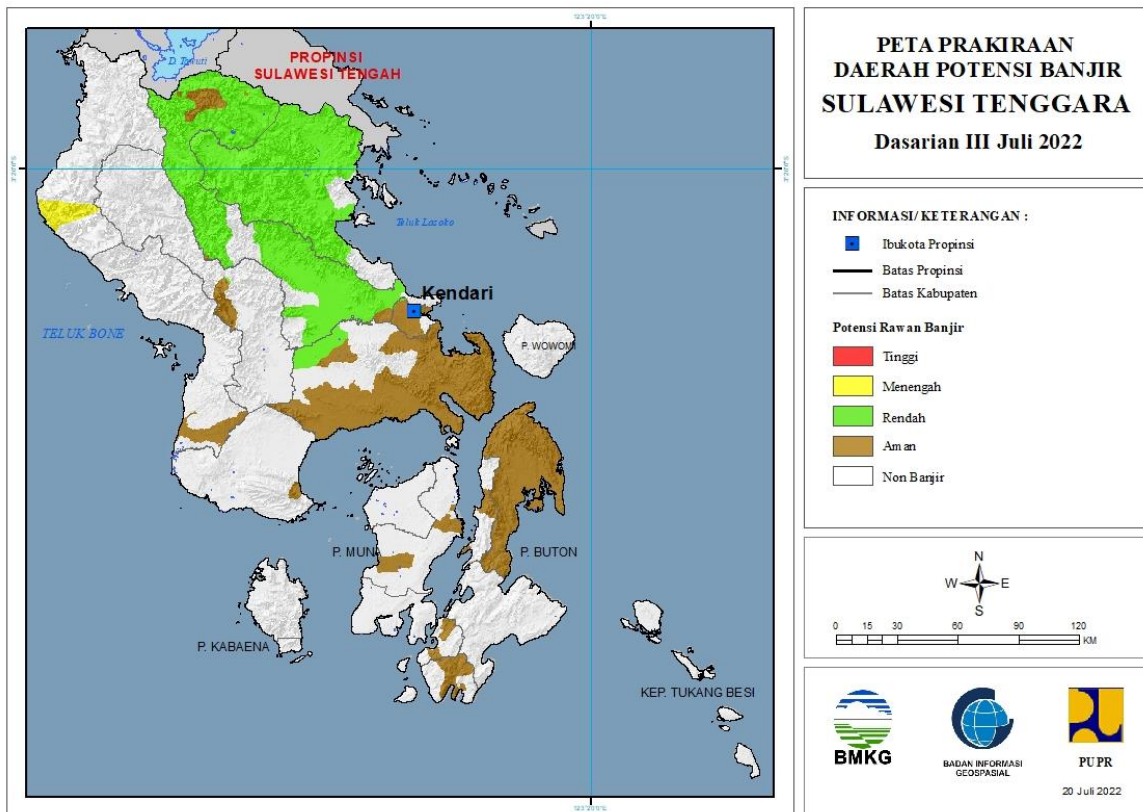 PETA PRAKIRAAN
DAERAH POTENSI BANJIR
SULAWESI TENGGARA
Dasarian III Juli 2022
INFORMASI/ KETERANGAN :
Ibukota Propinsi
Batas Propinsi
Batas Kabupaten
Potensi Rawan Banjir
Tinggi
Menengah
Rendah
Aman
Non Banjir
N
W E
S
0 15 30 60 90 120
KM
BMKG
BADAN INFORMASI
GEOSPASIAL
PUPR
20 Juli 2022
PROPINSI
SULAWESI TENGAH
Teluk Lasolo
Kendari
TELUK BONE
P. WOWONI
P. MUN
P. BUTON
P. KABAENA
KEP. TUKANG BESI